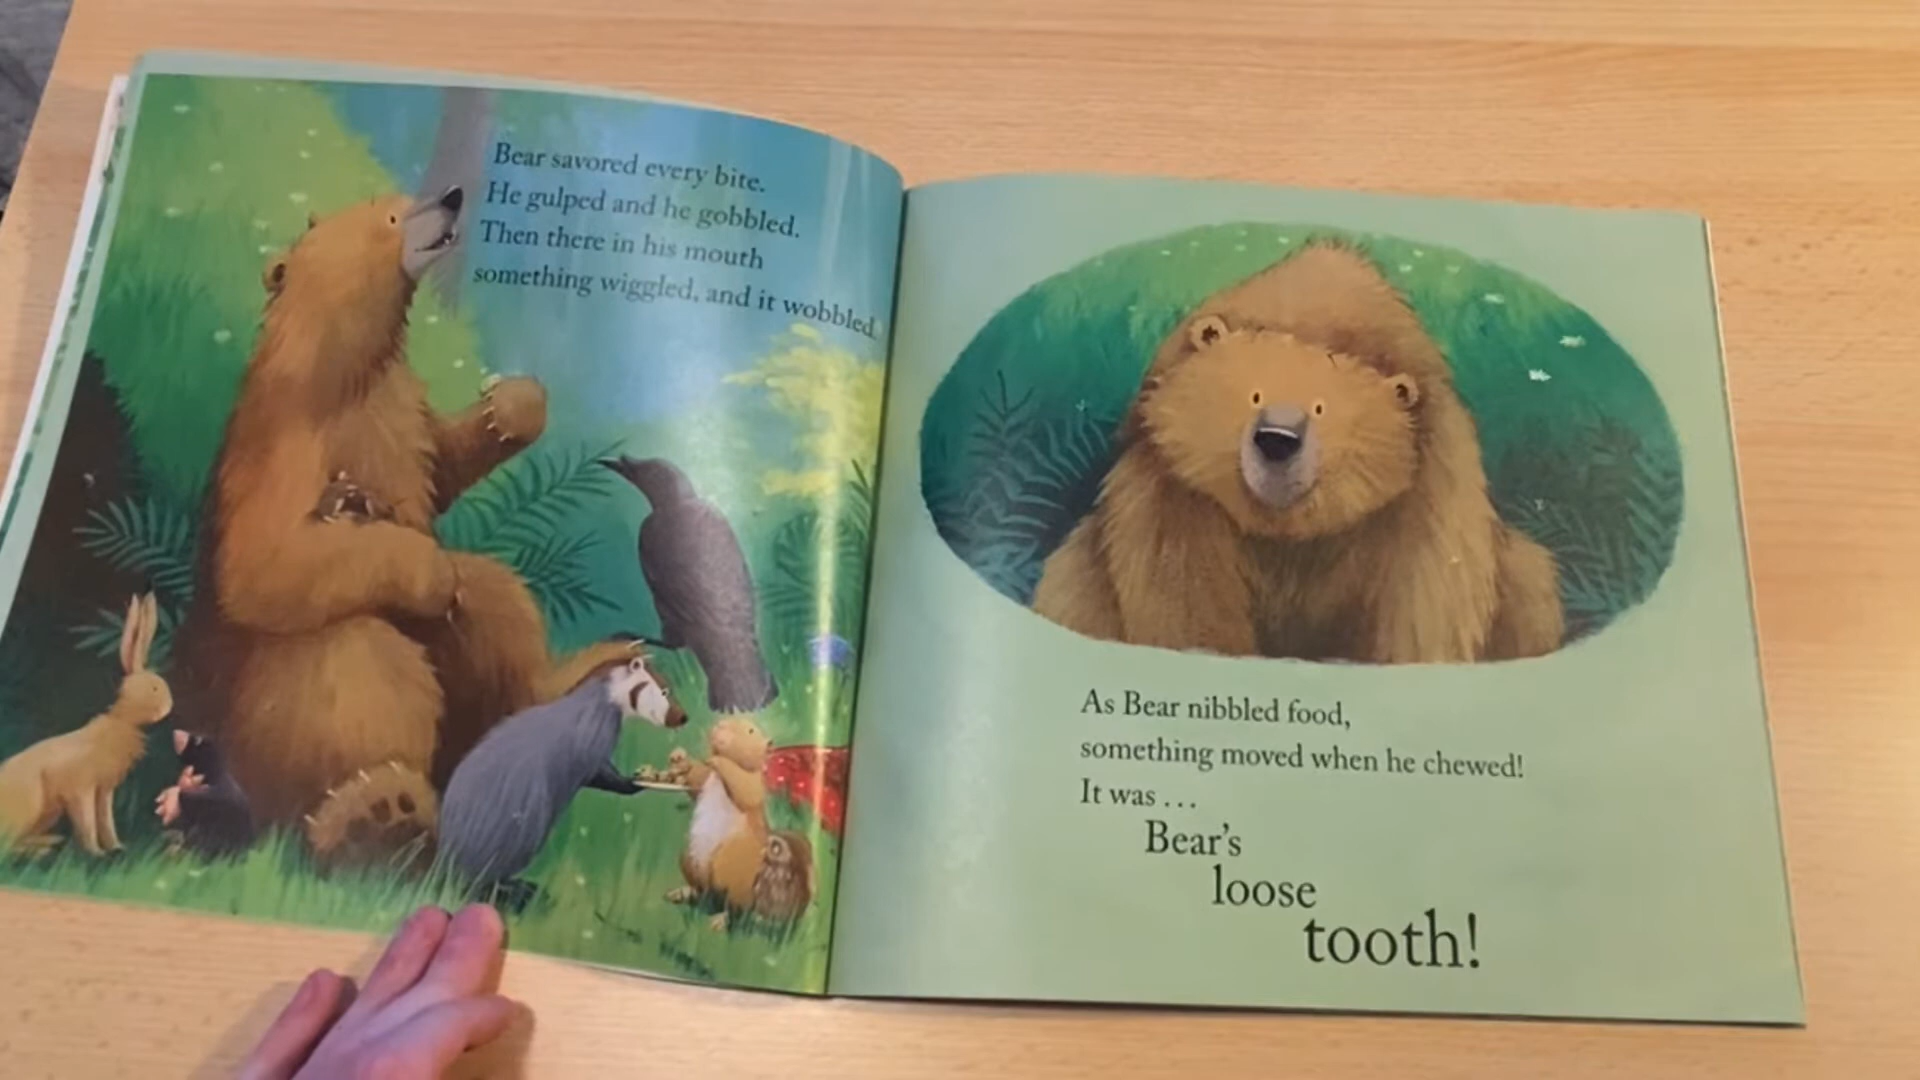 Bear savored every bite.
He gulped and he gobbled.
Then there in his mouth
something wiggled, and it wobbled.
As Bear nibbled food,
something moved when he chewed!
It was . . .
Bear's
loose
tooth!